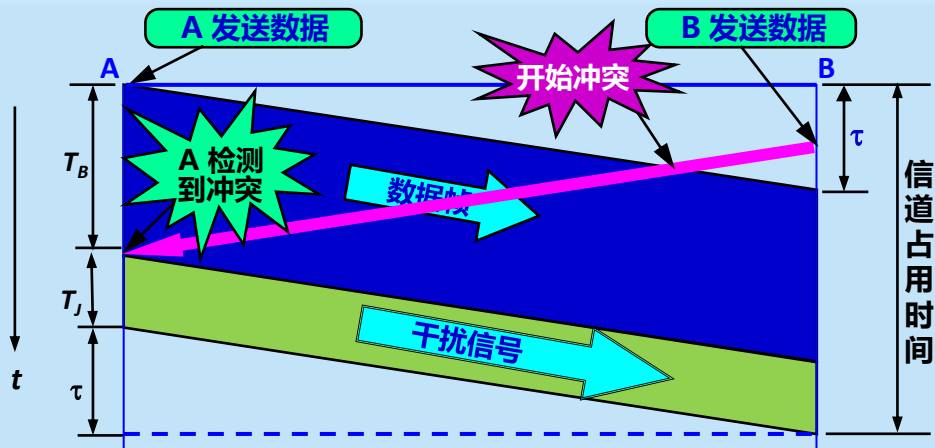 A 发送数据
B 发送数据
A
开始冲突
B
T_B
A 检测
到冲突
数据帧
τ
信道占用时间
T_J
干扰信号
t
τ